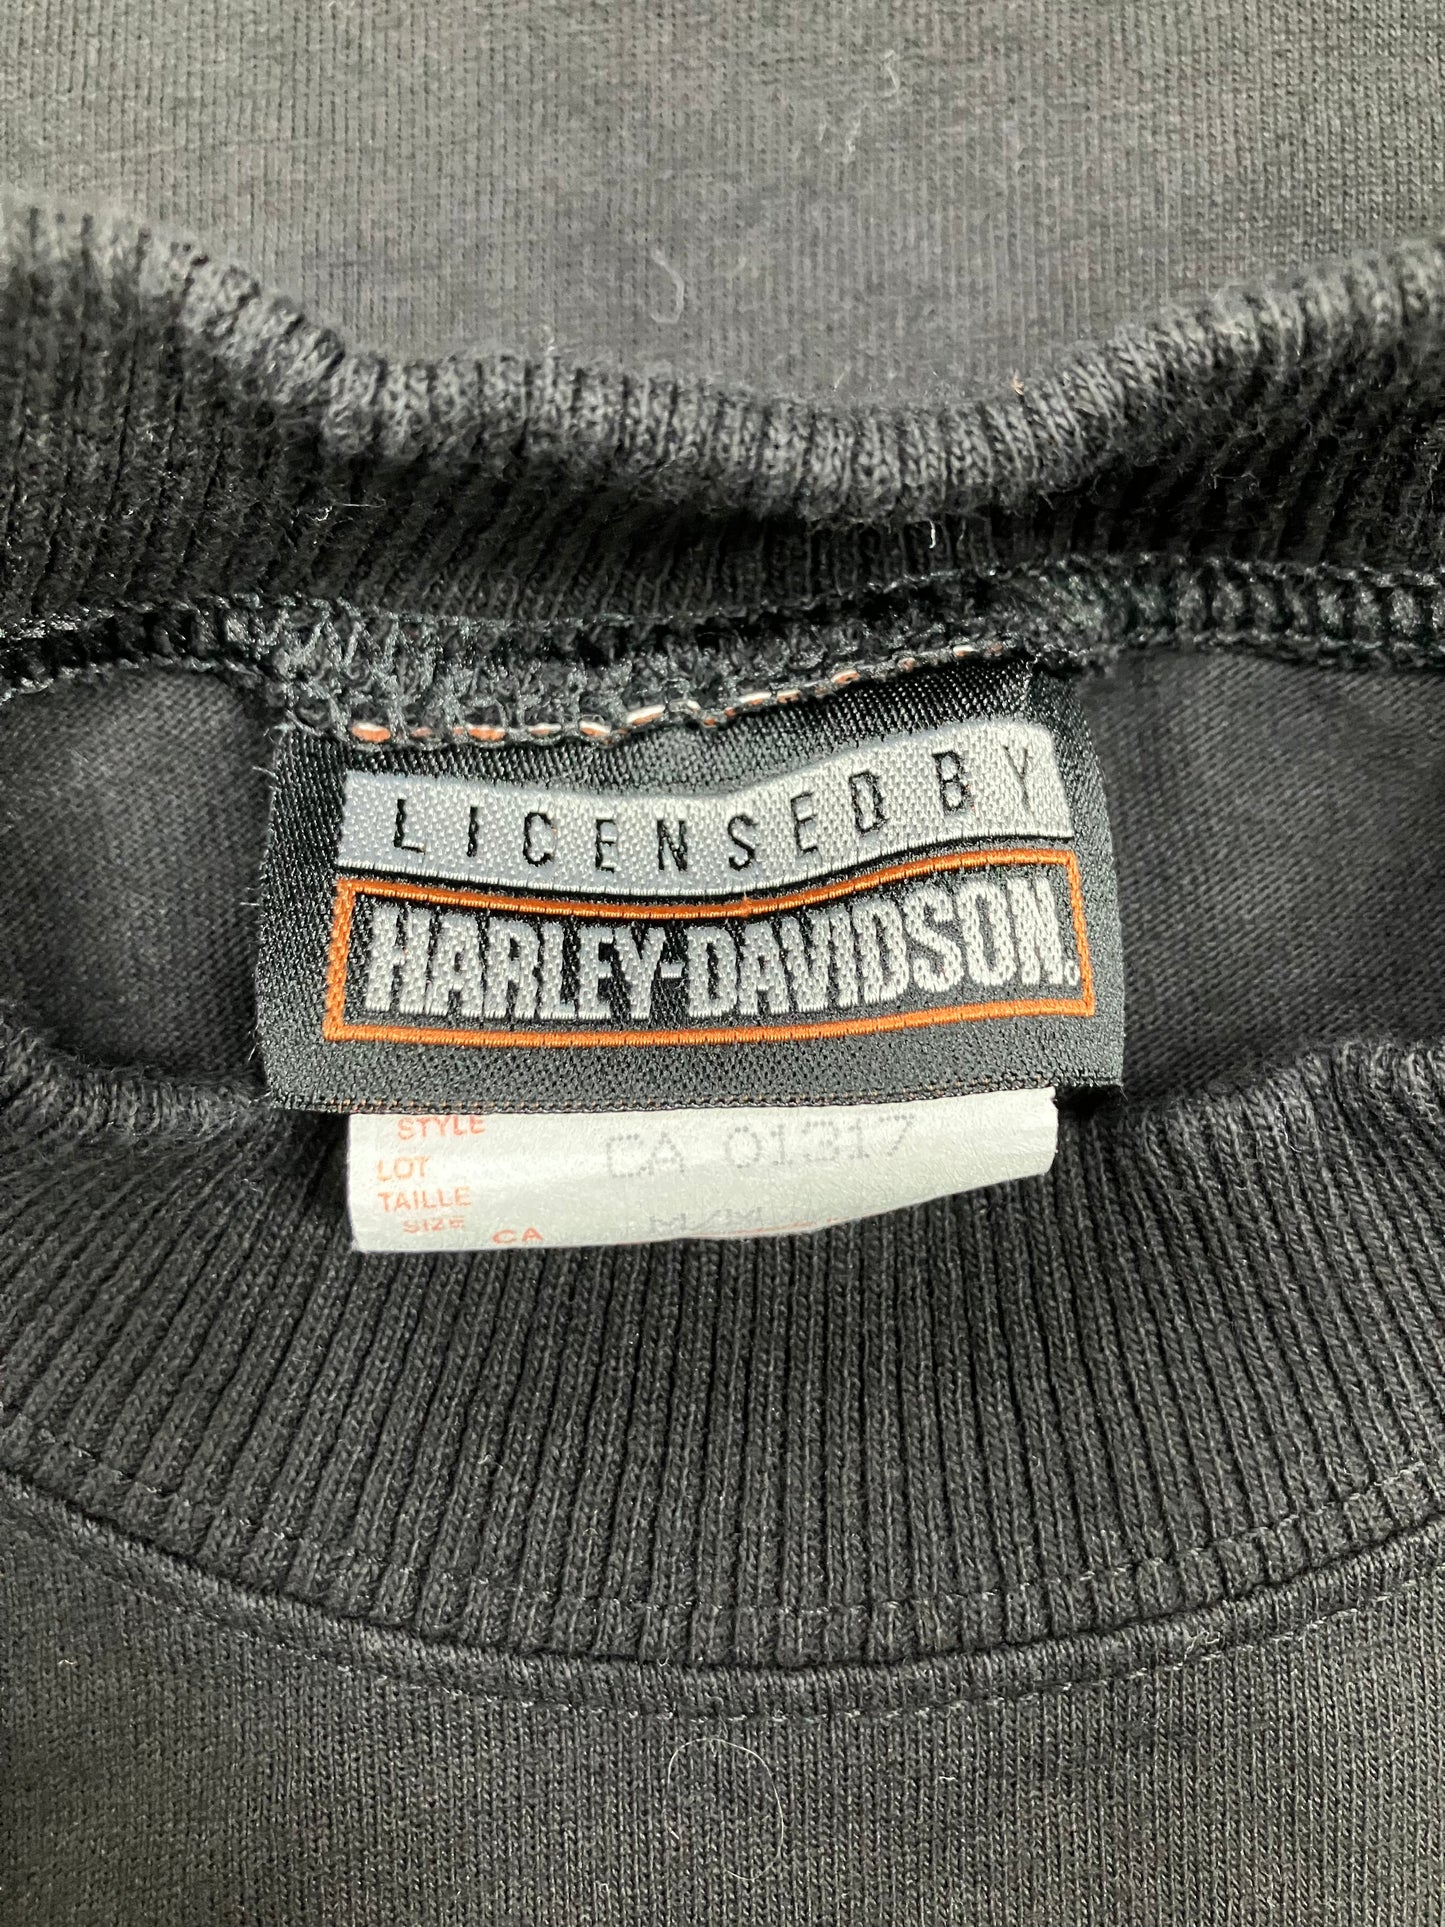 LICENSED BY
HARLEY-DAVIDSON
STYLE
CA 01317
LOT
TAILLE
SIZE M/M
CA